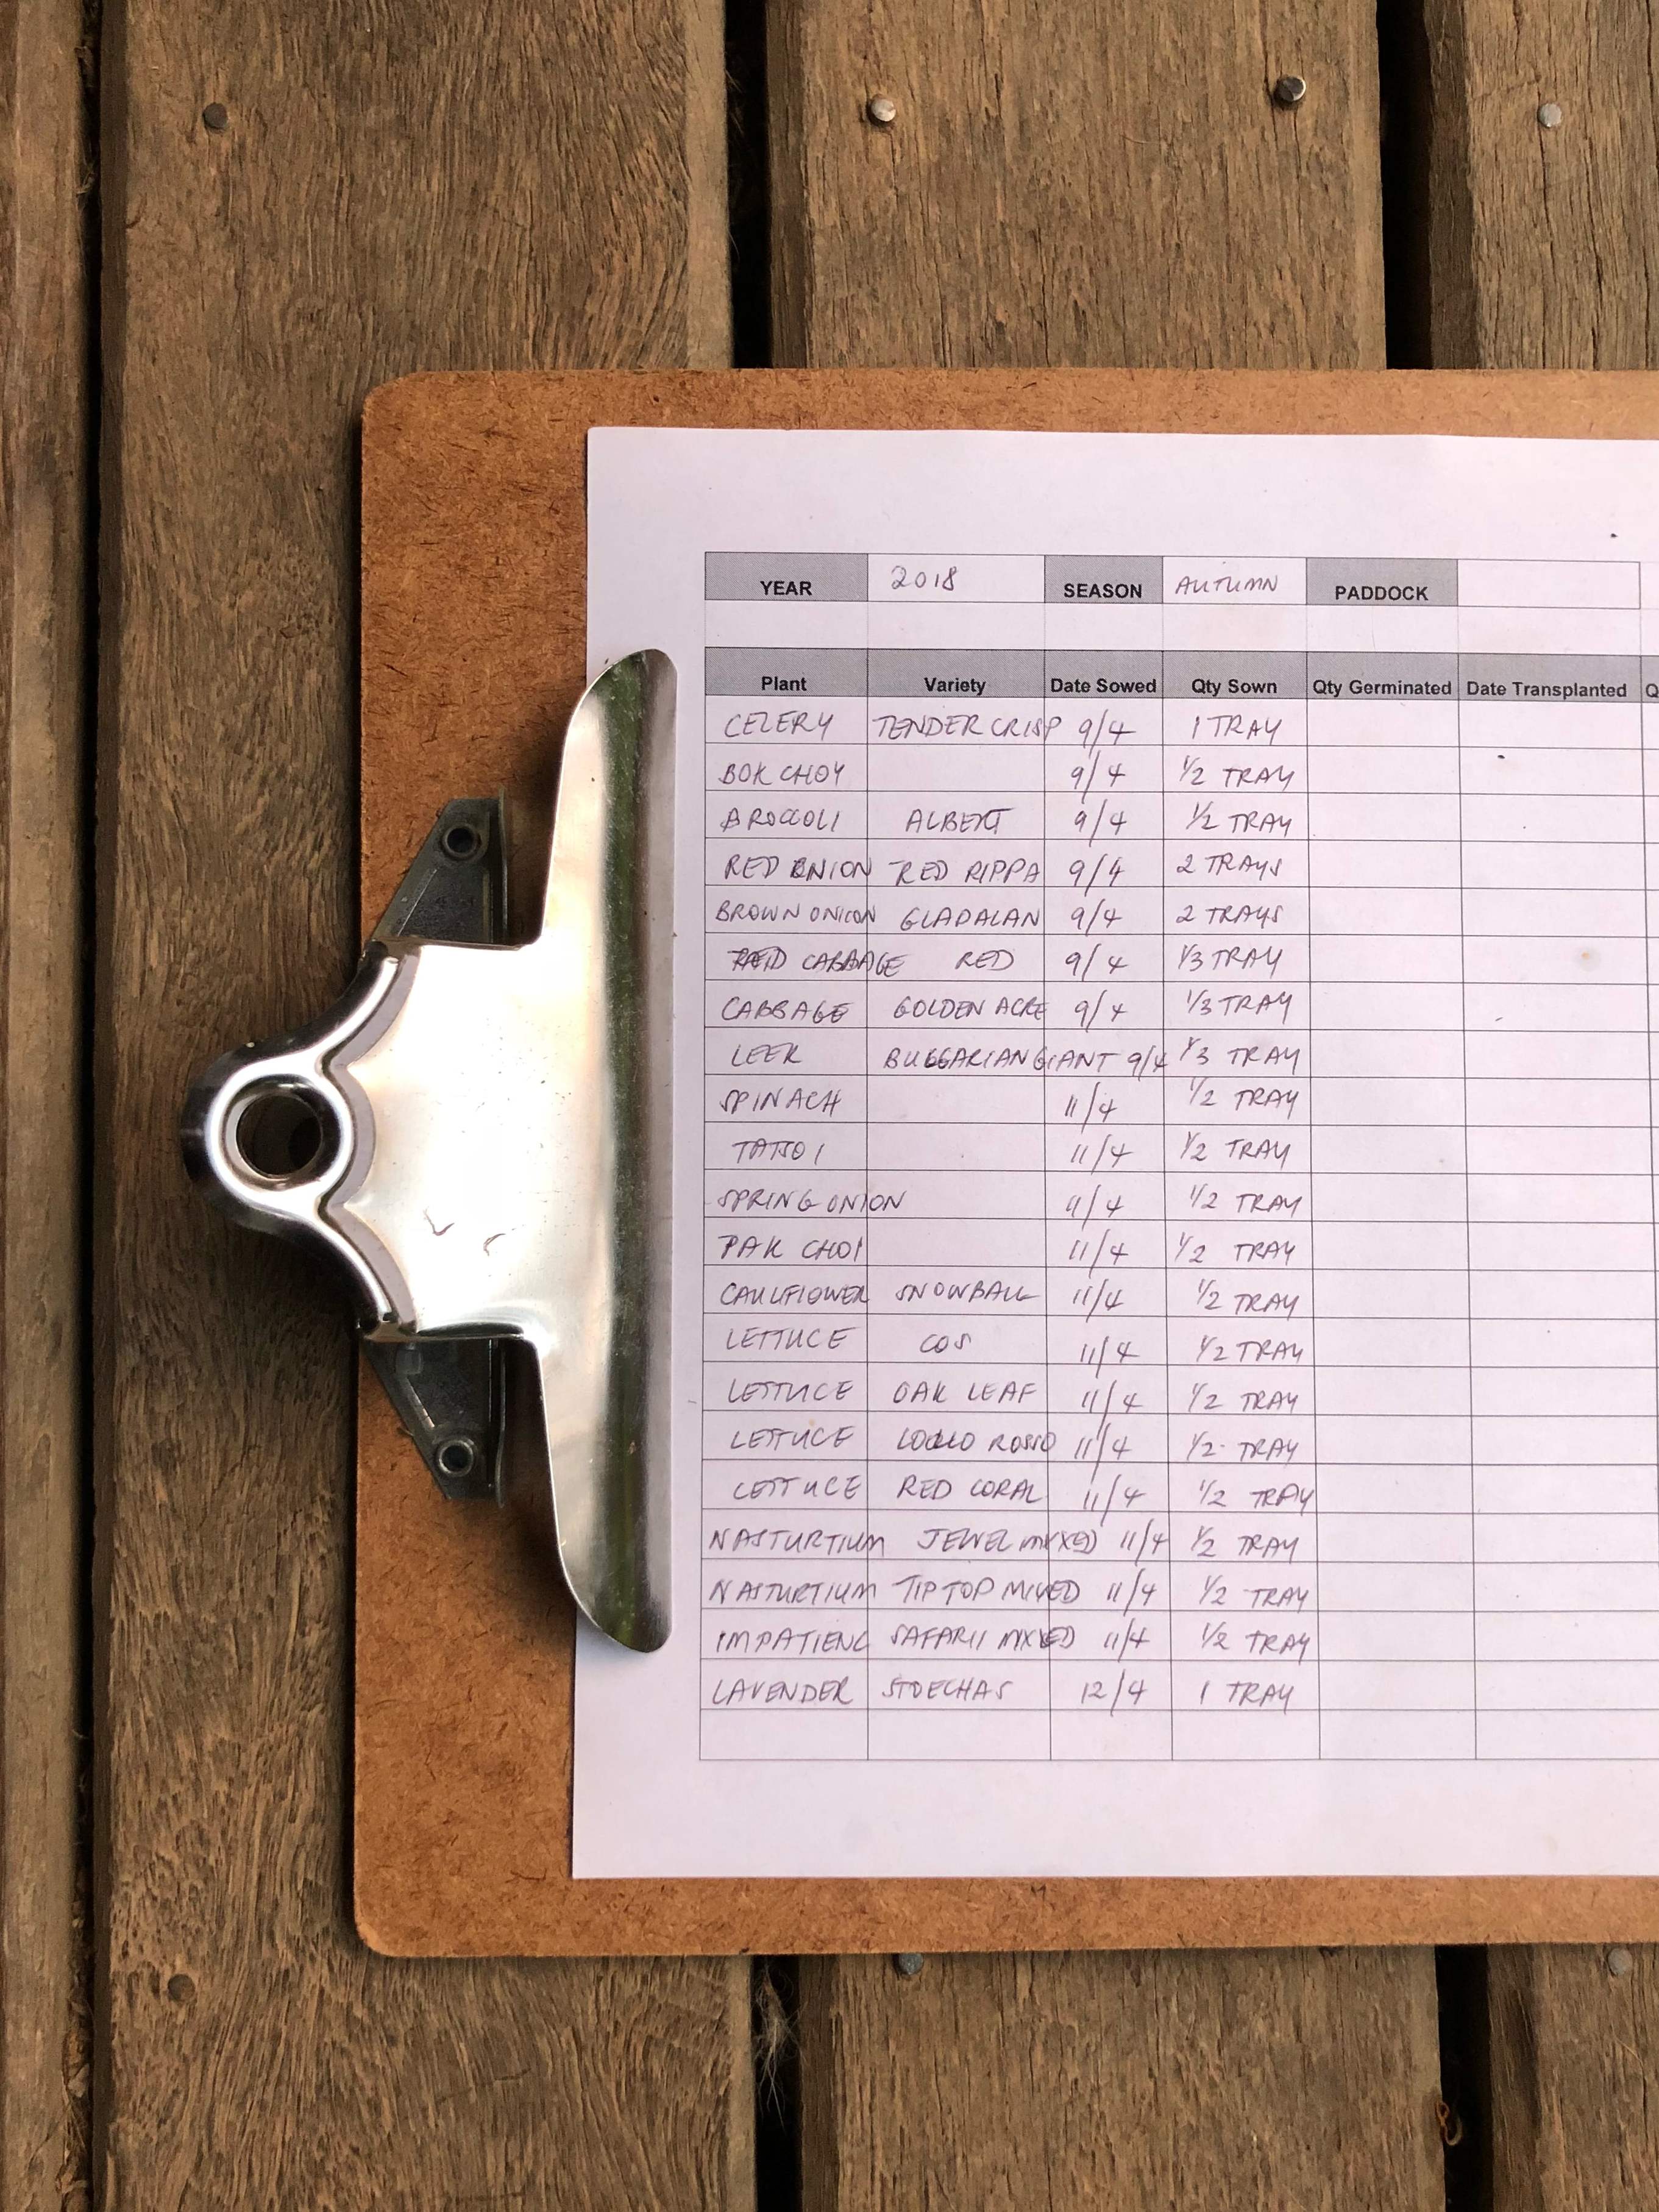 YEAR 2018 SEASON AUTUMN PADDOCK
Plant Variety Date Sowed Qty Sown Qty Germinated Date Transplanted Q
CELERY TENDER CRISP 9/4 1 TRAY
BOK CHOY 9/4 1/2 TRAY
BROCCOLI ALBERT 9/4 1/2 TRAY
RED ONION RED RIPPA 9/4 2 TRAYS
BROWN ONION GLADALAN 9/4 2 TRAYS
RED CABBAGE RED 9/4 1/3 TRAY
CABBAGE GOLDEN ACRE 9/4 1/3 TRAY
LEEK BULGARIAN GIANT 9/4 1/3 TRAY
SPINACH 11/4 1/2 TRAY
TATSOI 11/4 1/2 TRAY
SPRING ONION 11/4 1/2 TRAY
PAK CHOI 11/4 1/2 TRAY
CAULIFLOWER SNOWBALL 11/4 1/2 TRAY
LETTUCE COS 11/4 1/2 TRAY
LETTUCE OAK LEAF 11/4 1/2 TRAY
LETTUCE LOLLO ROSSO 11/4 1/2 TRAY
LETTUCE RED CORAL 11/4 1/2 TRAY
NASTURTIUM JEWEL MIXED 11/4 1/2 TRAY
NASTURTIUM TIP TOP MIXED 11/4 1/2 TRAY
IMPATIENC SAFARII MIXED 11/4 1/2 TRAY
LAVENDER STOECHAS 12/4 1 TRAY